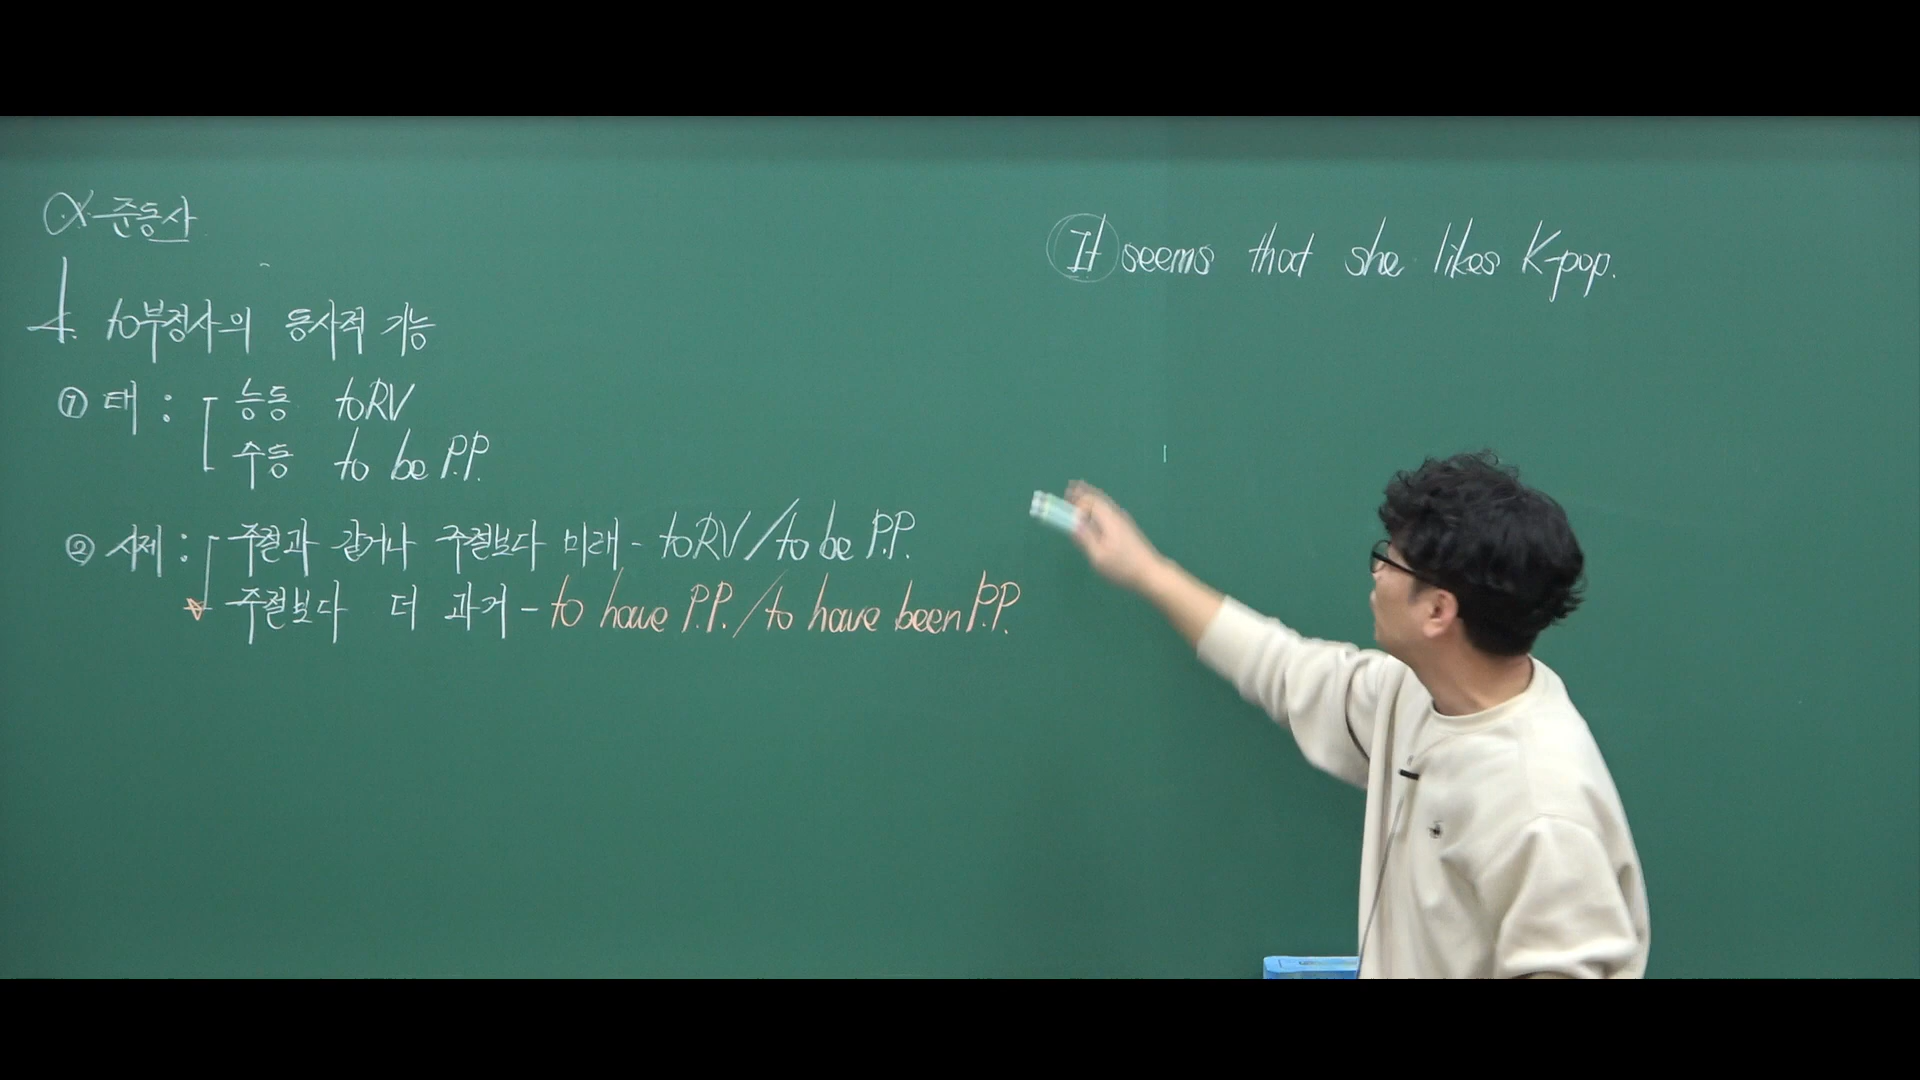 α 준동사
4. to부정사의 동사적 기능
① 태 : 능동 toRV
수동 to be P.P.
② 시제 : 주절과 같거나 주절보다 미래 - toRV / to be P.P.
☆ 주절보다 더 과거 - to have P.P. / to have been P.P.
It seems that she likes K-pop.